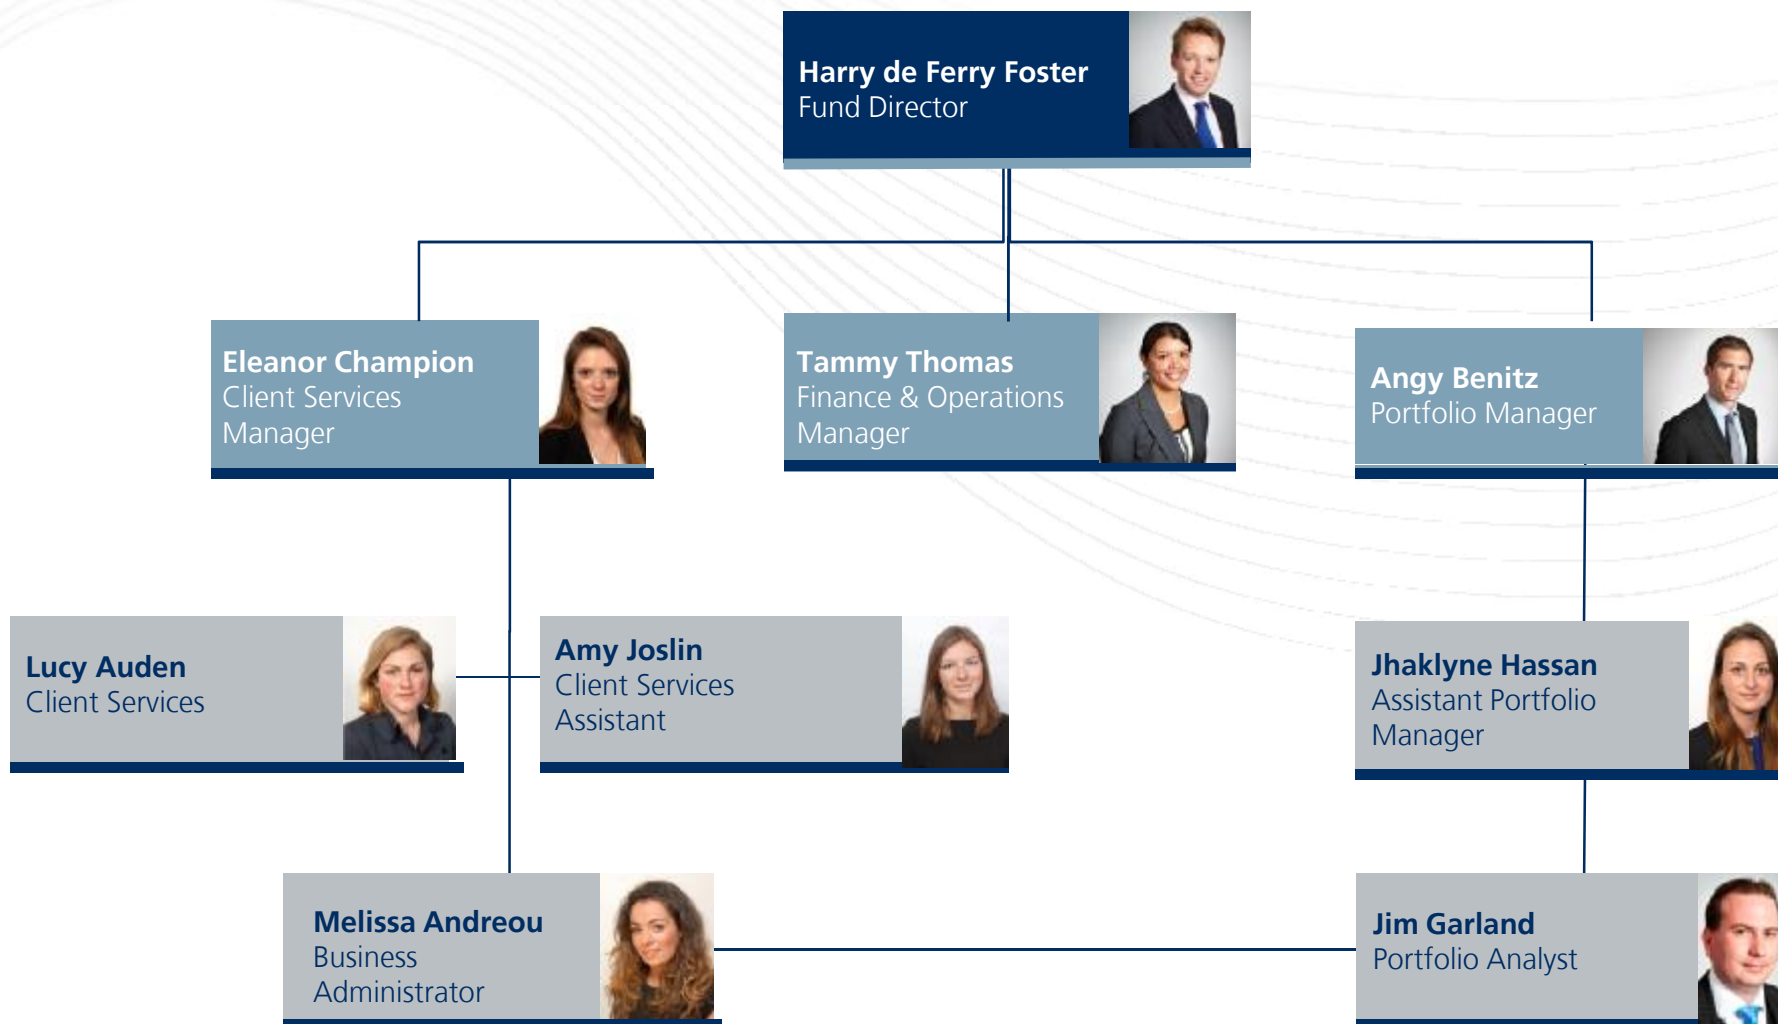 Harry de Ferry Foster
Fund Director
Eleanor Champion
Client Services
Manager
Tammy Thomas
Finance & Operations
Manager
Angy Benitz
Portfolio Manager
Lucy Auden
Client Services
Amy Joslin
Client Services
Assistant
Jhaklyne Hassan
Assistant Portfolio
Manager
Melissa Andreou
Business
Administrator
Jim Garland
Portfolio Analyst